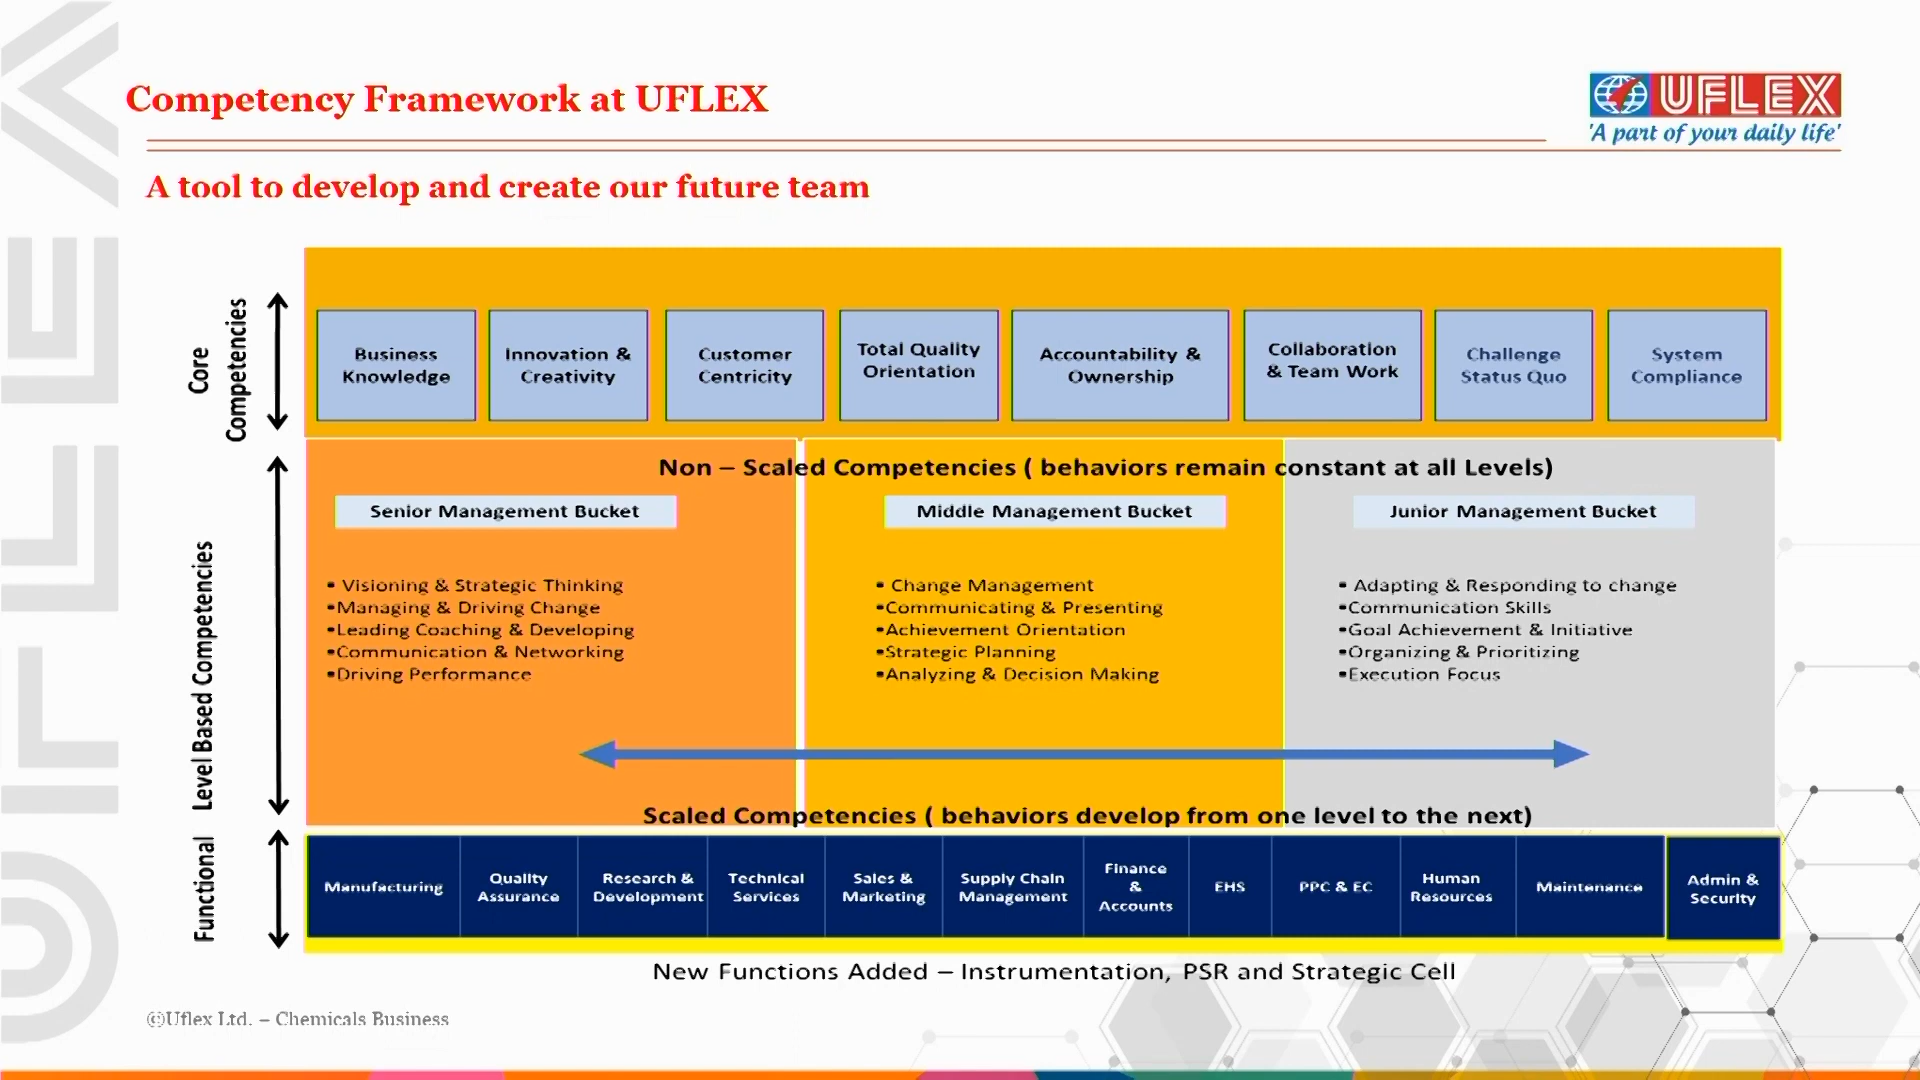 Competency Framework at UFLEX
UFLEX
'A part of your daily life'
A tool to develop and create our future team
Core
Competencies
Business
Knowledge
Innovation &
Creativity
Customer
Centricity
Total Quality
Orientation
Accountability &
Ownership
Collaboration
& Team Work
Challenge
Status Quo
System
Compliance
Non – Scaled Competencies ( behaviors remain constant at all Levels)
Level Based Competencies
Senior Management Bucket
▪ Visioning & Strategic Thinking
▪Managing & Driving Change
▪Leading Coaching & Developing
▪Communication & Networking
▪Driving Performance
Middle Management Bucket
▪ Change Management
▪Communicating & Presenting
▪Achievement Orientation
▪Strategic Planning
▪Analyzing & Decision Making
Junior Management Bucket
▪ Adapting & Responding to change
▪Communication Skills
▪Goal Achievement & Initiative
▪Organizing & Prioritizing
▪Execution Focus
Scaled Competencies ( behaviors develop from one level to the next)
Functional
Manufacturing
Quality
Assurance
Research &
Development
Technical
Services
Sales &
Marketing
Supply Chain
Management
Finance
&
Accounts
EHS
PPC & EC
Human
Resources
Maintenance
Admin &
Security
New Functions Added – Instrumentation, PSR and Strategic Cell
©Uflex Ltd. – Chemicals Business
UFLEX